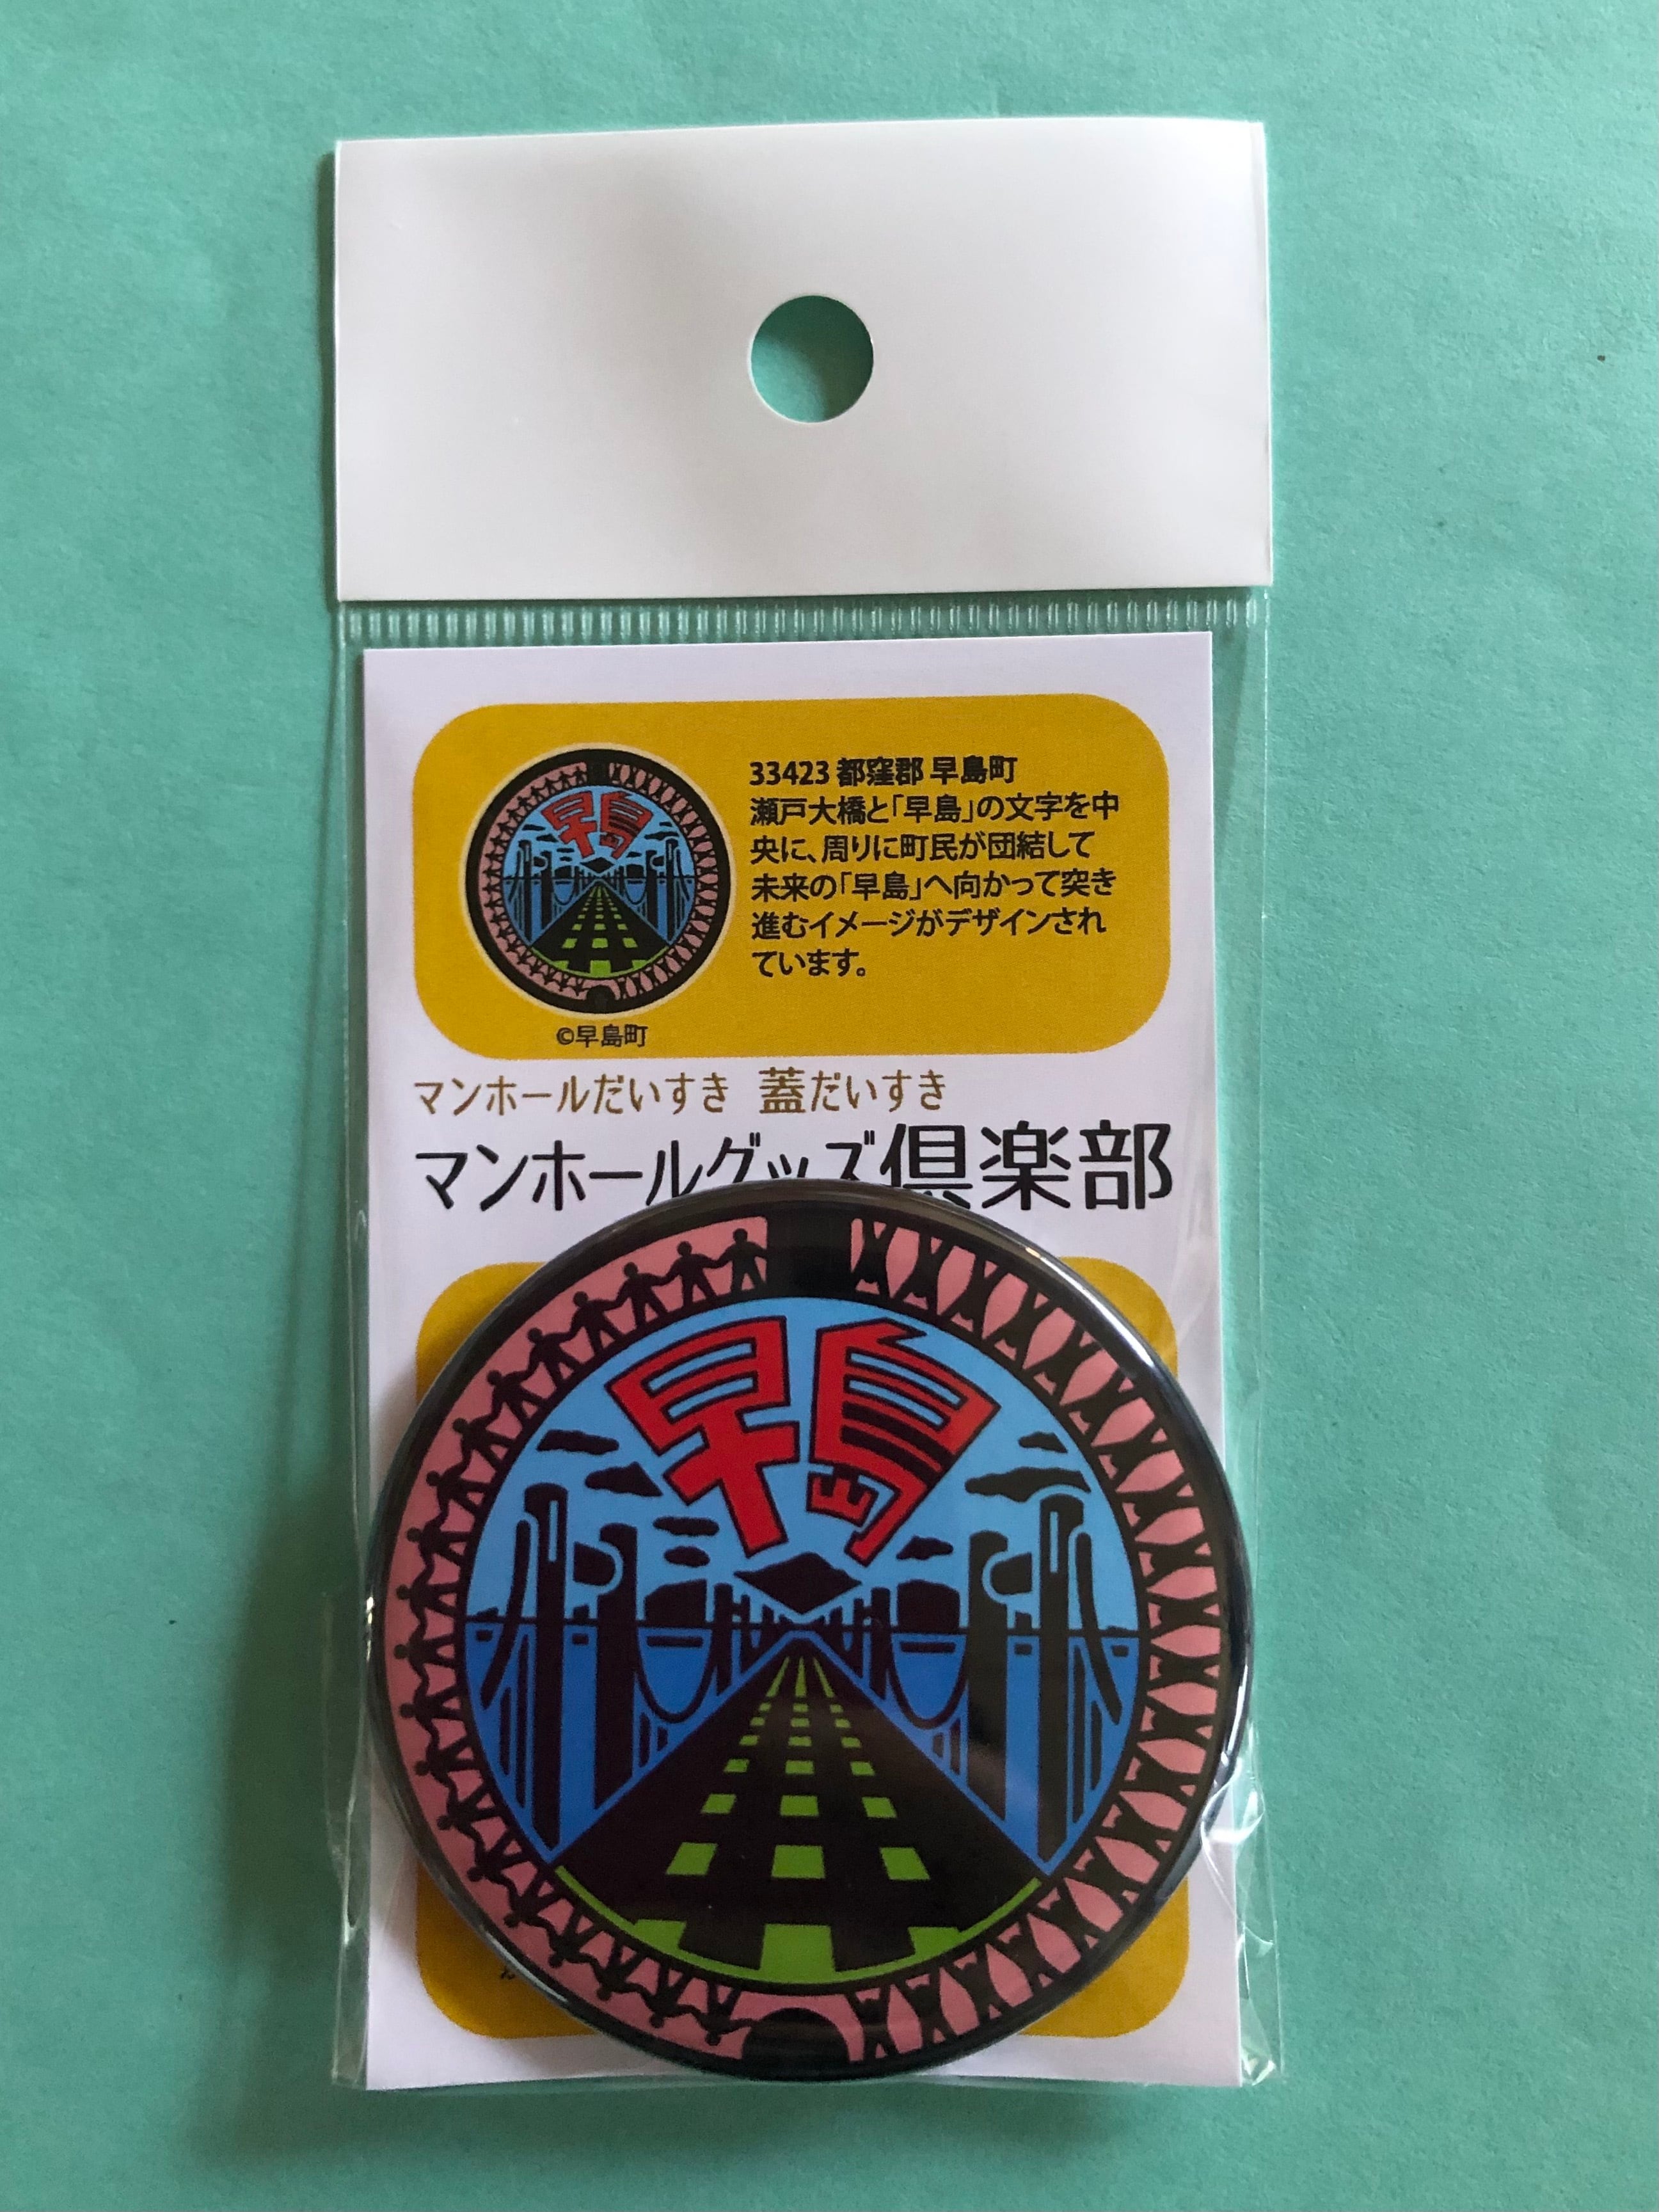 33423 都窪郡 早島町
瀬戸大橋と「早島」の文字を中
央に、周りに町民が団結して
未来の「早島」へ向かって突き
進むイメージがデザインされ
ています。
早島
©早島町
マンホールだいすき 蓋だいすき
マンホールグッズ倶楽部
早島